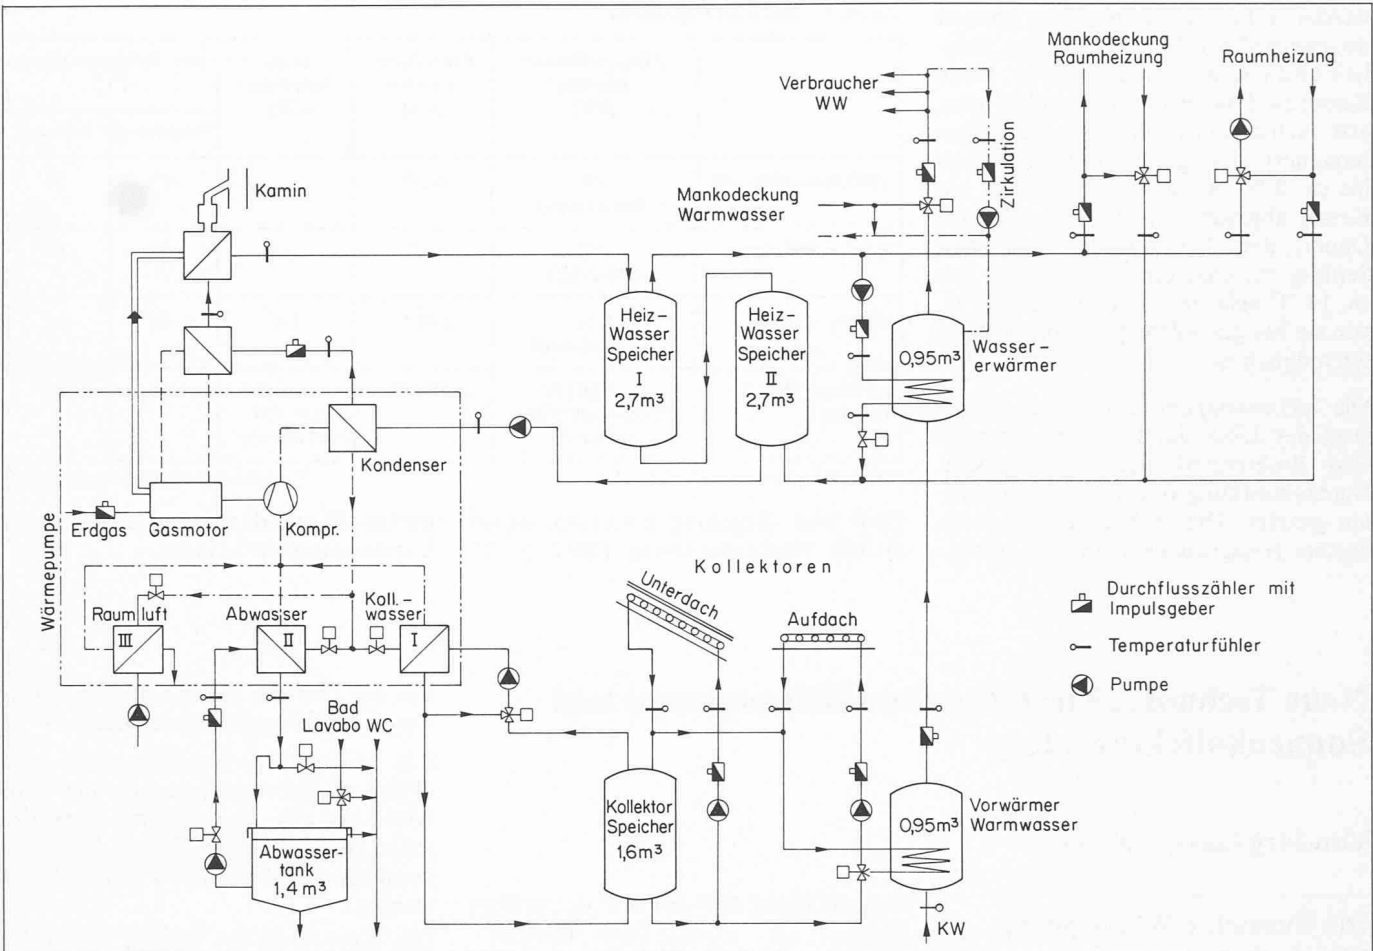 Mankodeckung
Raumheizung
Raumheizung
Verbraucher
WW
Zirkulation
Kamin
Mankodeckung
Warmwasser
Heiz-
Wasser
Speicher
I
2,7m³
Heiz-
Wasser
Speicher
II
2,7m³
0,95m³
Wasser-
erwärmer
Kondenser
Erdgas
Gasmotor
Kompr.
Wärmepumpe
Raumluft
III
Abwasser
II
Koll.-
wasser
I
Kollektoren
Unterdach
Aufdach
Durchflusszähler mit
Impulsgeber
Temperaturfühler
Pumpe
Bad
Lavabo WC
Abwasser-
tank
1,4 m³
Kollektor
Speicher
1,6m³
0,95m³
Vorwärmer
Warmwasser
KW